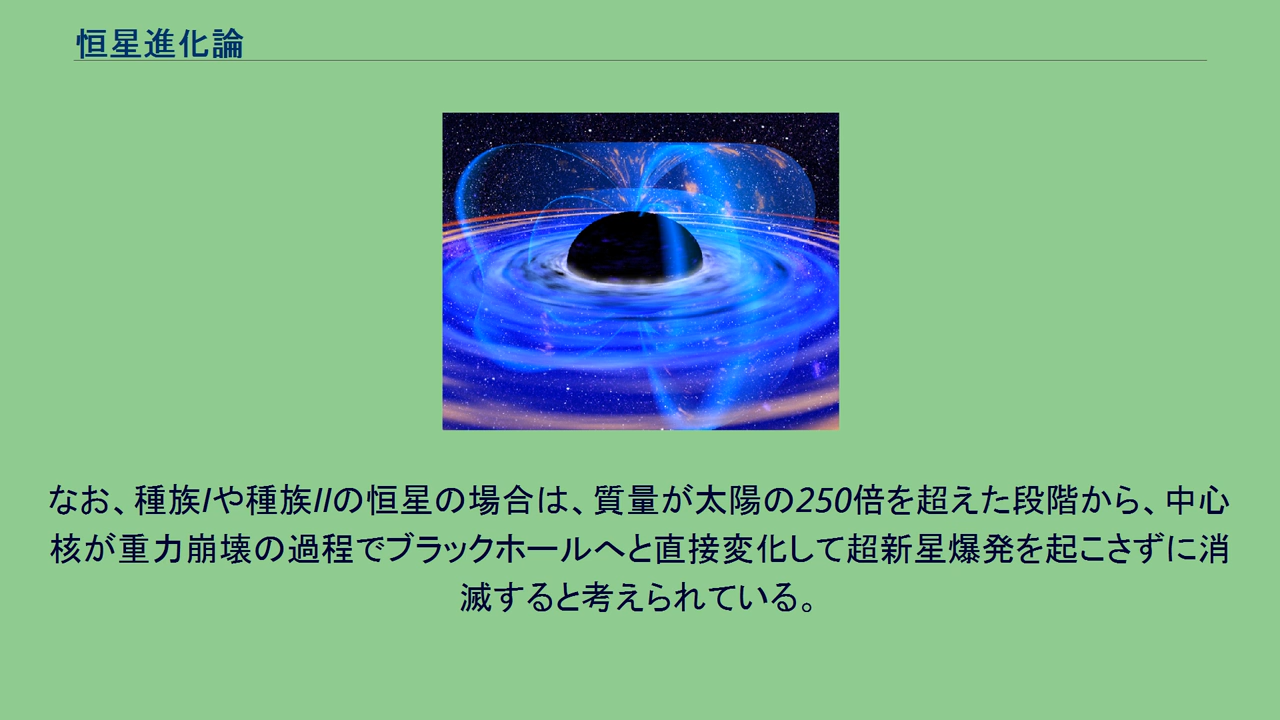 恒星進化論
なお、種族Iや種族IIの恒星の場合は、質量が太陽の250倍を超えた段階から、中心
核が重力崩壊の過程でブラックホールへと直接変化して超新星爆発を起こさずに消
滅すると考えられている。